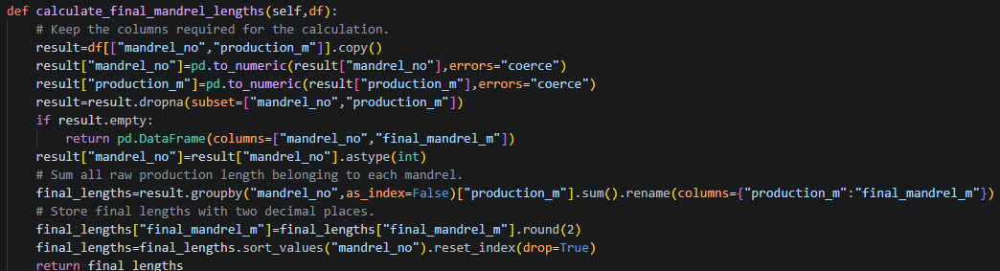 def calculate_final_mandrel_lengths(self,df):
    # Keep the columns required for the calculation.
    result=df[["mandrel_no","production_m"]].copy()
    result["mandrel_no"]=pd.to_numeric(result["mandrel_no"],errors="coerce")
    result["production_m"]=pd.to_numeric(result["production_m"],errors="coerce")
    result=result.dropna(subset=["mandrel_no","production_m"])
    if result.empty:
        return pd.DataFrame(columns=["mandrel_no","final_mandrel_m"])
    result["mandrel_no"]=result["mandrel_no"].astype(int)
    # Sum all raw production length belonging to each mandrel.
    final_lengths=result.groupby("mandrel_no",as_index=False)["production_m"].sum().rename(columns={"production_m":"final_mandrel_m"})
    # Store final lengths with two decimal places.
    final_lengths["final_mandrel_m"]=final_lengths["final_mandrel_m"].round(2)
    final_lengths=final_lengths.sort_values("mandrel_no").reset_index(drop=True)
    return final_lengths